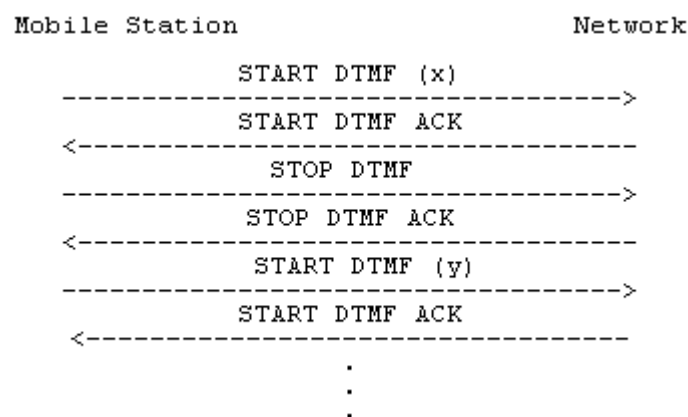 Mobile Station Network
START DTMF (x)
----------------------------------->
START DTMF ACK
<-----------------------------------
STOP DTMF
----------------------------------->
STOP DTMF ACK
<-----------------------------------
START DTMF (y)
----------------------------------->
START DTMF ACK
<----------------------------------
.
.
.